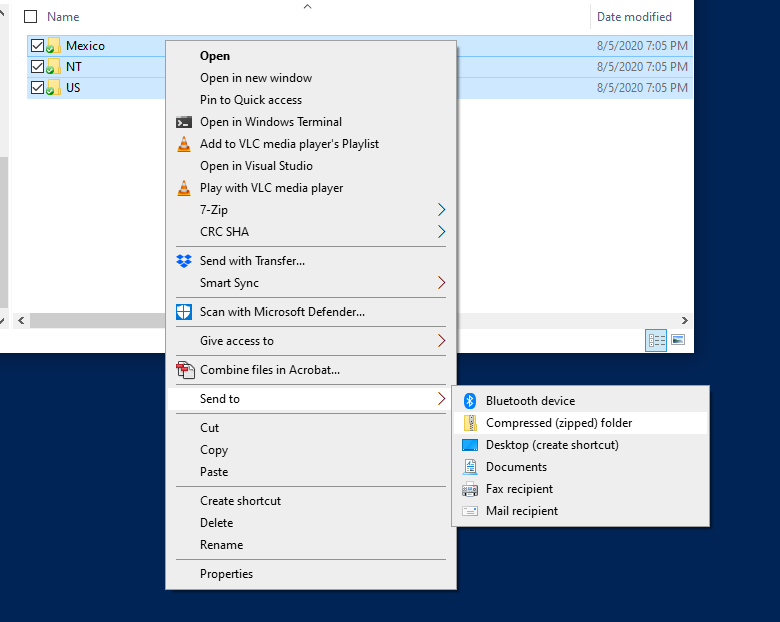 Name Date modified
Mexico 8/5/2020 7:05 PM
NT 8/5/2020 7:05 PM
US 8/5/2020 7:05 PM
Open
Open in new window
Pin to Quick access
Open in Windows Terminal
Add to VLC media player's Playlist
Open in Visual Studio
Play with VLC media player
7-Zip
CRC SHA
Send with Transfer...
Smart Sync
Scan with Microsoft Defender...
Give access to
Combine files in Acrobat...
Send to
Cut
Copy
Paste
Create shortcut
Delete
Rename
Properties
Bluetooth device
Compressed (zipped) folder
Desktop (create shortcut)
Documents
Fax recipient
Mail recipient